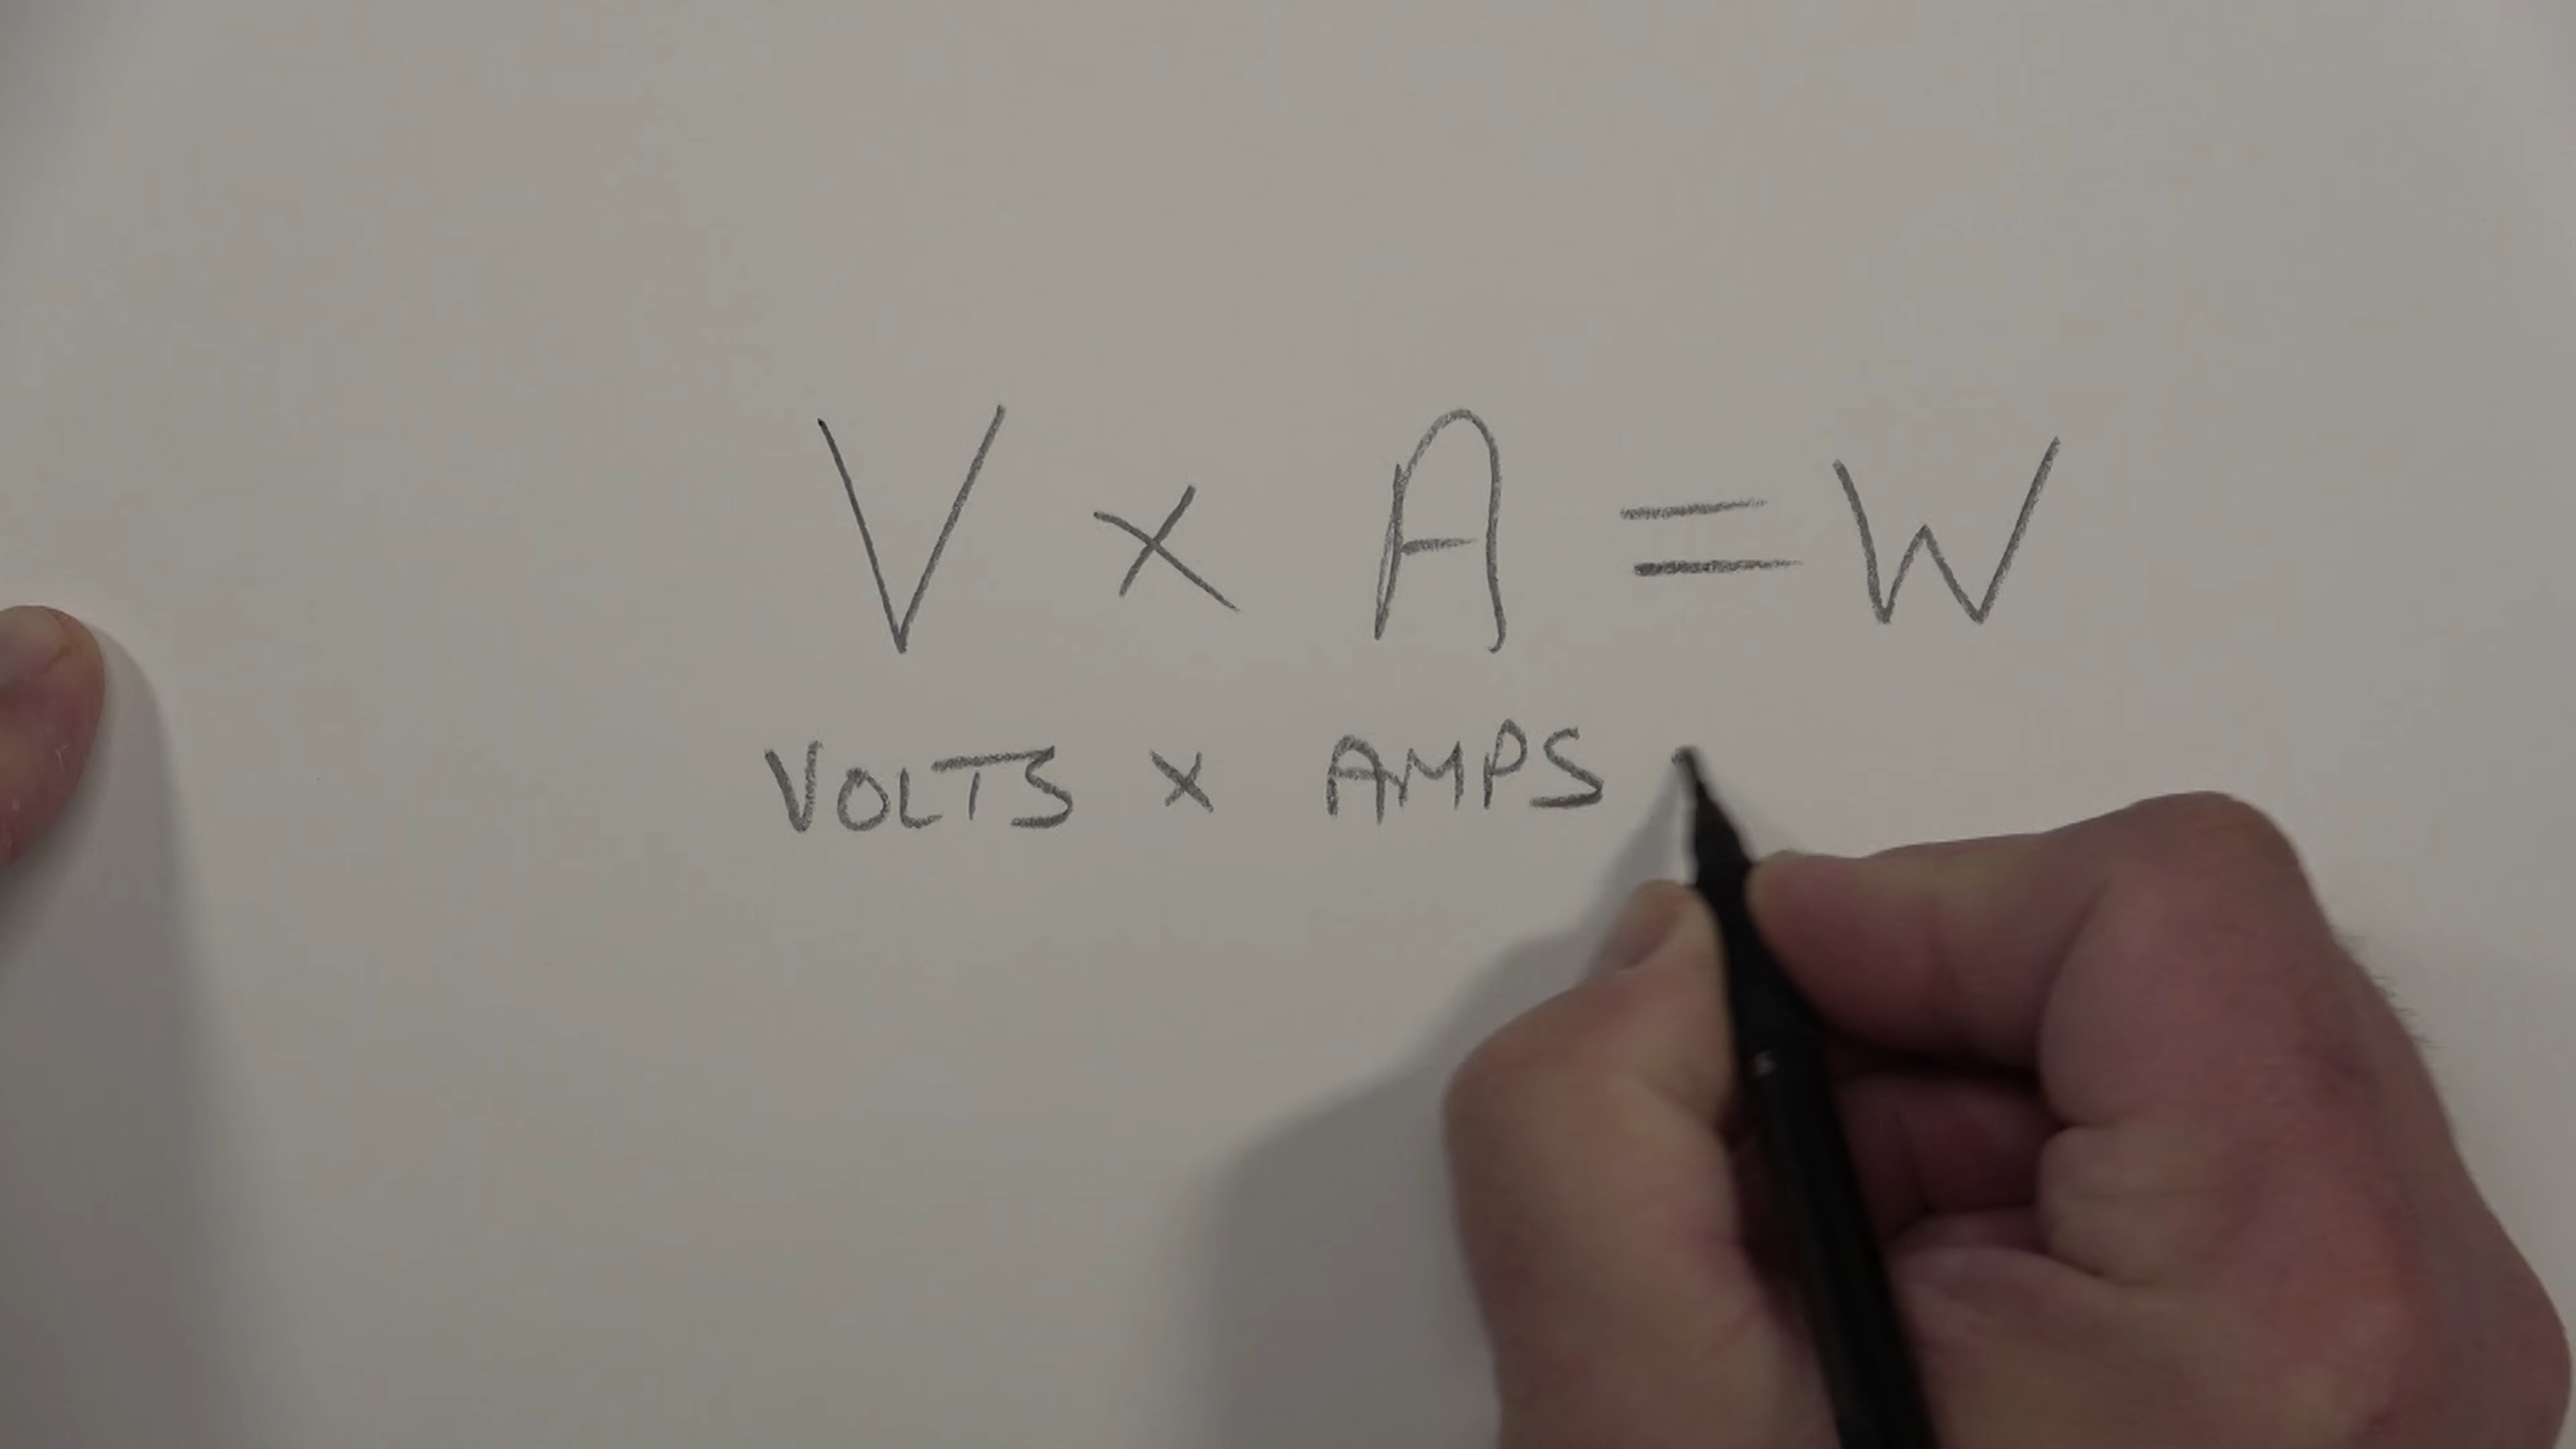 V × A = W
VOLTS × AMPS